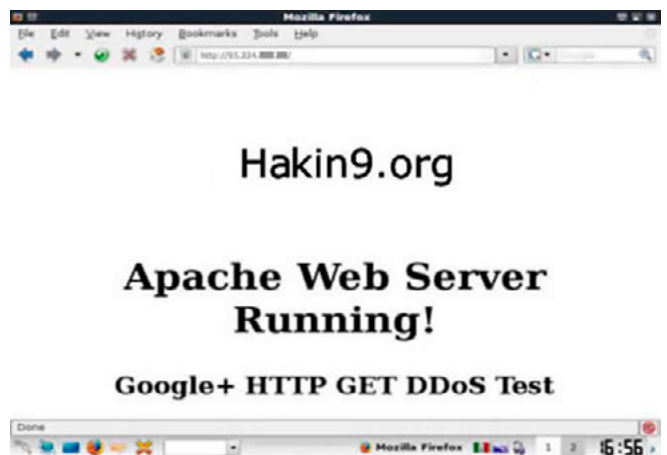 Mozilla Firefox
File Edit View History Bookmarks Tools Help
Hakin9.org
Apache Web Server
Running!
Google+ HTTP GET DDoS Test
Done
Mozilla Firefox 1 2 16:56